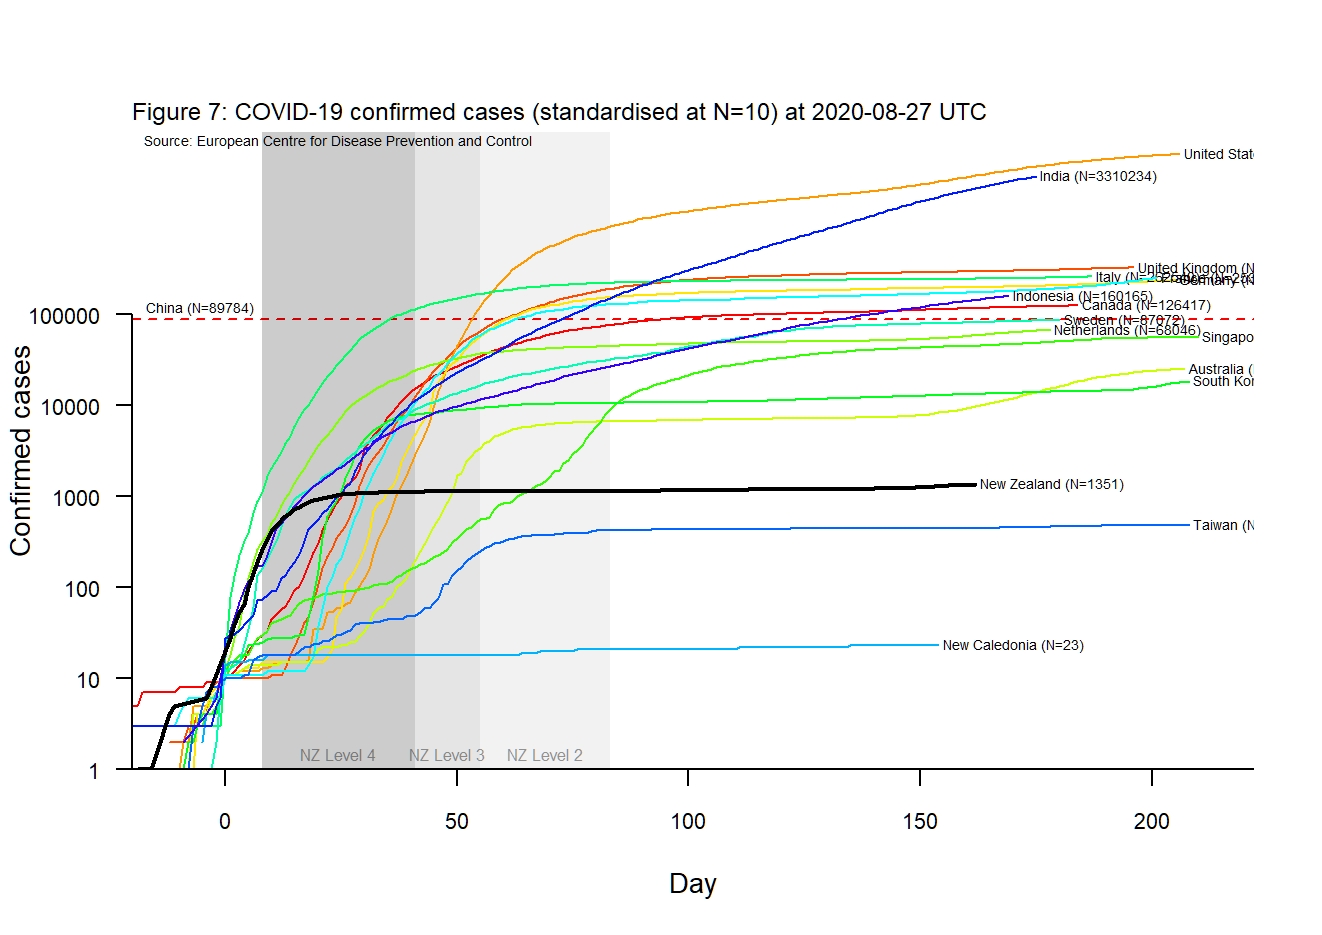 Figure 7: COVID-19 confirmed cases (standardised at N=10) at 2020-08-27 UTC
Source: European Centre for Disease Prevention and Control
United Stat
India (N=3310234)
United Kingdom (N
Italy
Germany (N
Indonesia (N=160165)
Canada (N=126417)
China (N=89784)
Sweden (N=87072)
Netherlands (N=68046)
Singapo
Australia (
South Kor
New Zealand (N=1351)
Taiwan (N
New Caledonia (N=23)
NZ Level 4
NZ Level 3
NZ Level 2
Confirmed cases
100000
10000
1000
100
10
1
0
50
100
150
200
Day